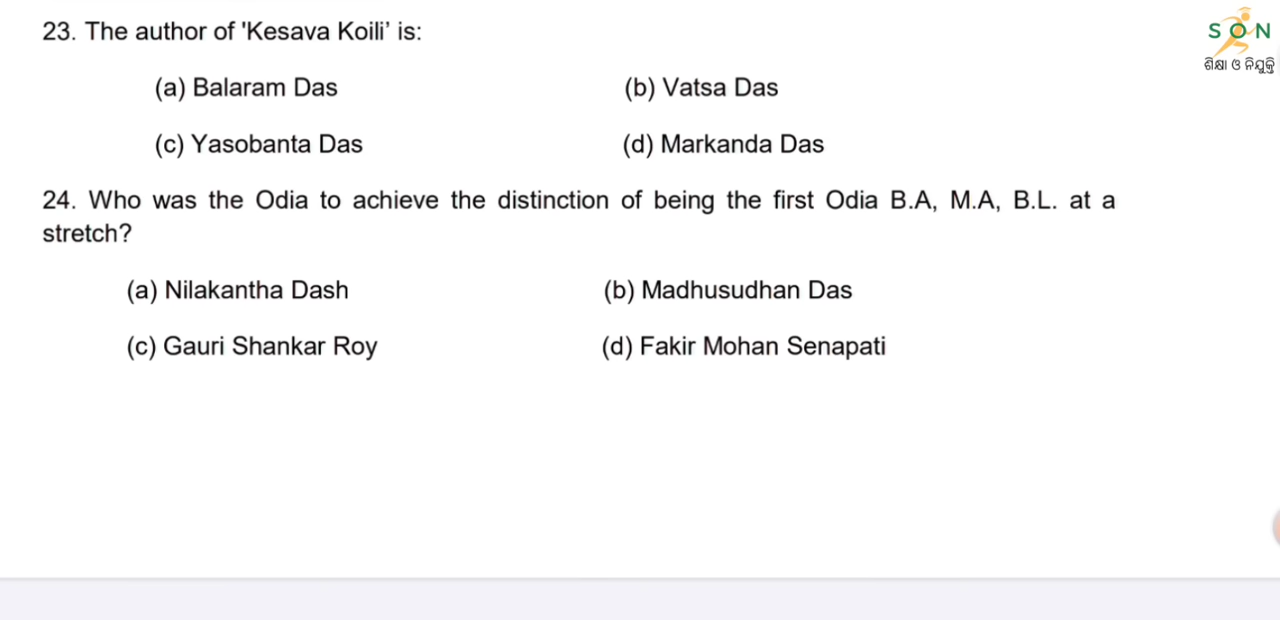 23. The author of 'Kesava Koili’ is:
SON
ଶିକ୍ଷା ଓ ନିଯୁକ୍ତି
(a) Balaram Das (b) Vatsa Das
(c) Yasobanta Das (d) Markanda Das
24. Who was the Odia to achieve the distinction of being the first Odia B.A, M.A, B.L. at a
stretch?
(a) Nilakantha Dash (b) Madhusudhan Das
(c) Gauri Shankar Roy (d) Fakir Mohan Senapati